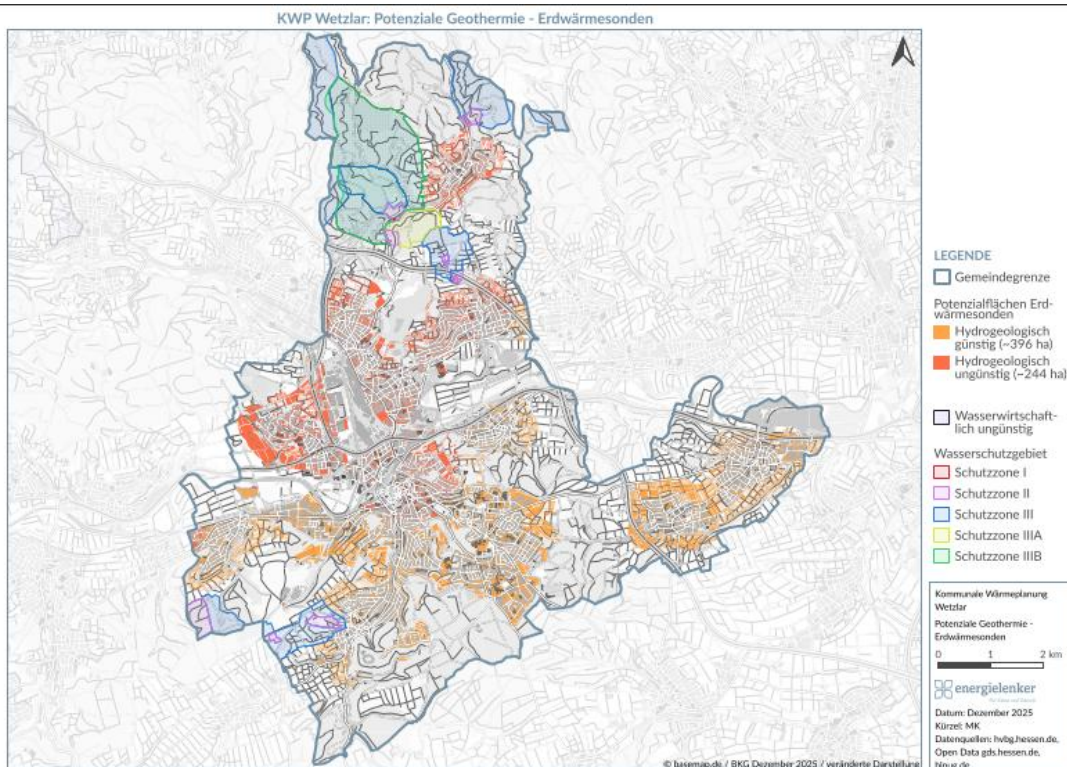 KWP Wetzlar: Potenziale Geothermie - Erdwärmesonden
LEGENDE
Gemeindegrenze
Potenzialflächen Erd-
wärmesonden
Hydrogeologisch
günstig (~396 ha)
Hydrogeologisch
ungünstig (~244 ha)
Wasserwirtschaft-
lich ungünstig
Wasserschutzgebiet
Schutzzone I
Schutzzone II
Schutzzone III
Schutzzone IIIA
Schutzzone IIIB
Kommunale Wärmeplanung
Wetzlar
Potenziale Geothermie -
Erdwärmesonden
0 1 2 km
energielenker
Datum: Dezember 2025
Kürzel: MK
Datenquellen: hvbg.hessen.de,
Open Data gds.hessen.de,
hlnug.de
© basemap.de / BKG Dezember 2025 / veränderte Darstellung